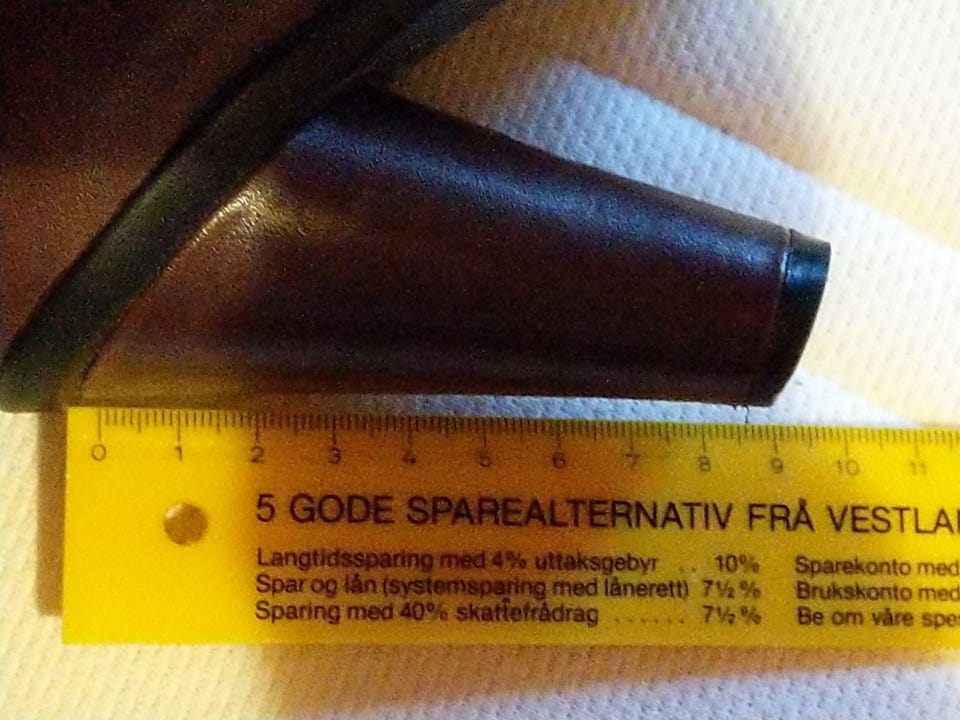 0 1 2 3 4 5 6 7 8 9 10 11
5 GODE SPAREALTERNATIV FRÅ VESTLA
Langtidssparing med 4% uttaksgebyr . . 10% Sparekonto med
Spar og lån (systemsparing med lånerett) 7½ % Brukskonto med
Sparing med 40% skattefrådrag ...... 7½ % Be om våre spe